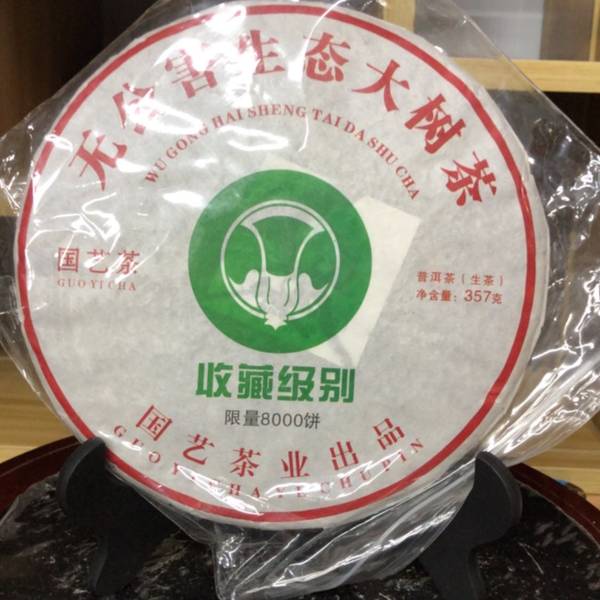 无公害生态大树茶
WU GONG HAI SHENG TAI DA SHU CHA
国艺茶
GUO YI CHA
普洱茶（生茶）
净含量：357克
收藏级别
限量8000饼
国艺茶业出品
GUO YI CHA YE CHU PIN